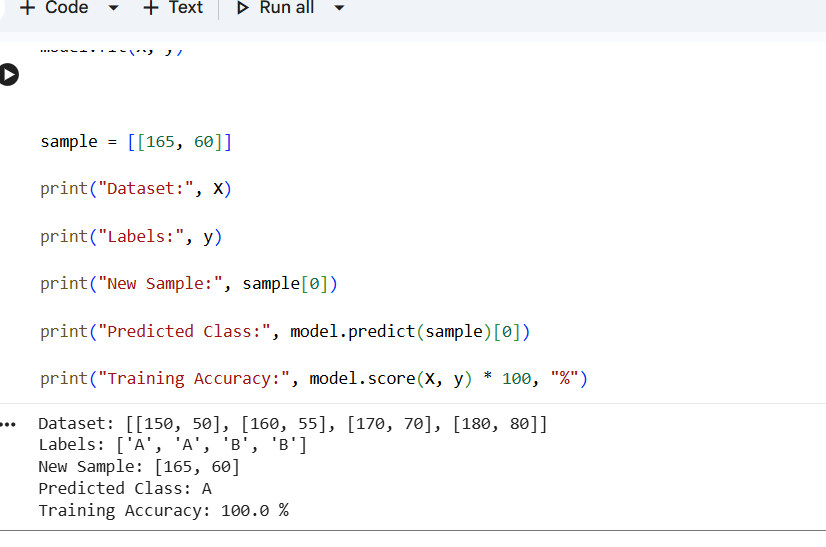 + Code + Text Run all
model.fit(X, y)
sample = [[165, 60]]
print("Dataset:", X)
print("Labels:", y)
print("New Sample:", sample[0])
print("Predicted Class:", model.predict(sample)[0])
print("Training Accuracy:", model.score(X, y) * 100, "%")
Dataset: [[150, 50], [160, 55], [170, 70], [180, 80]]
Labels: ['A', 'A', 'B', 'B']
New Sample: [165, 60]
Predicted Class: A
Training Accuracy: 100.0 %